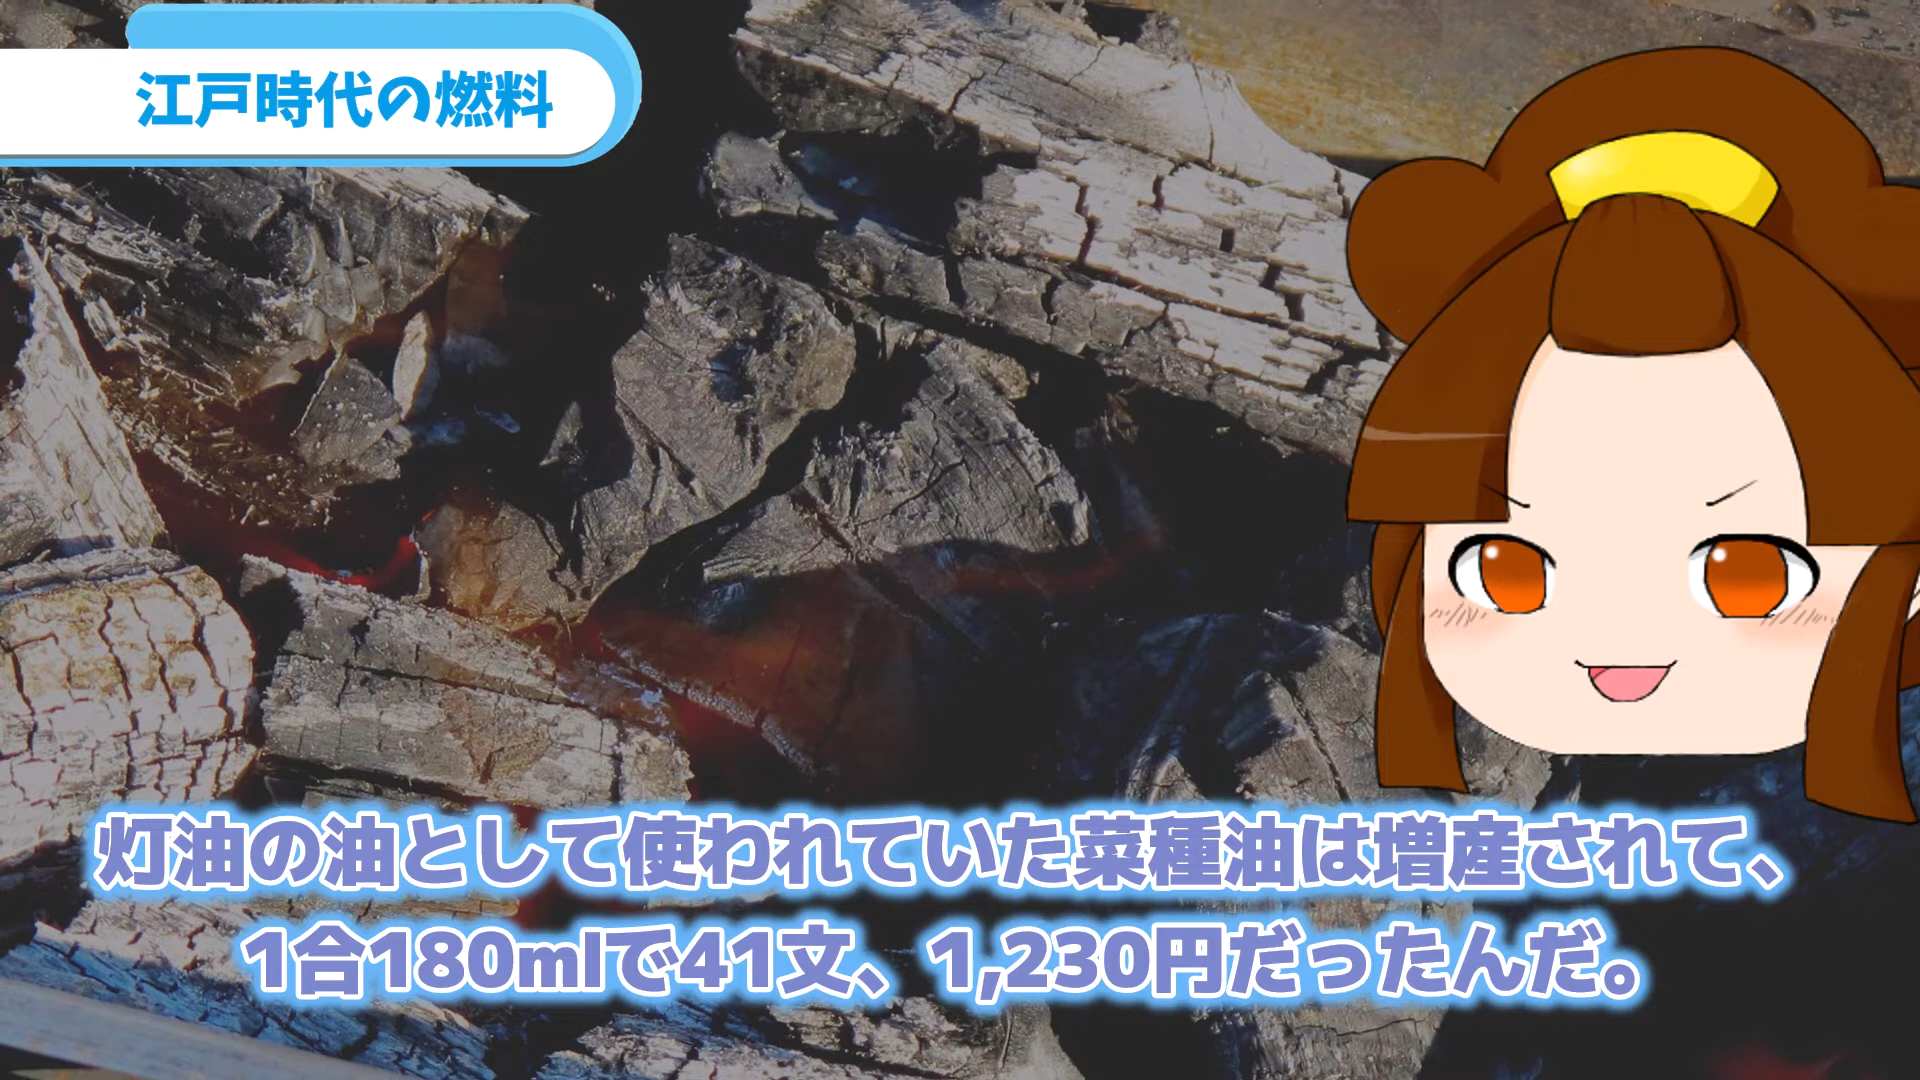 江戸時代の燃料
灯油の油として使われていた菜種油は増産されて、
1合180mlで41文、1,230円だったんだ。